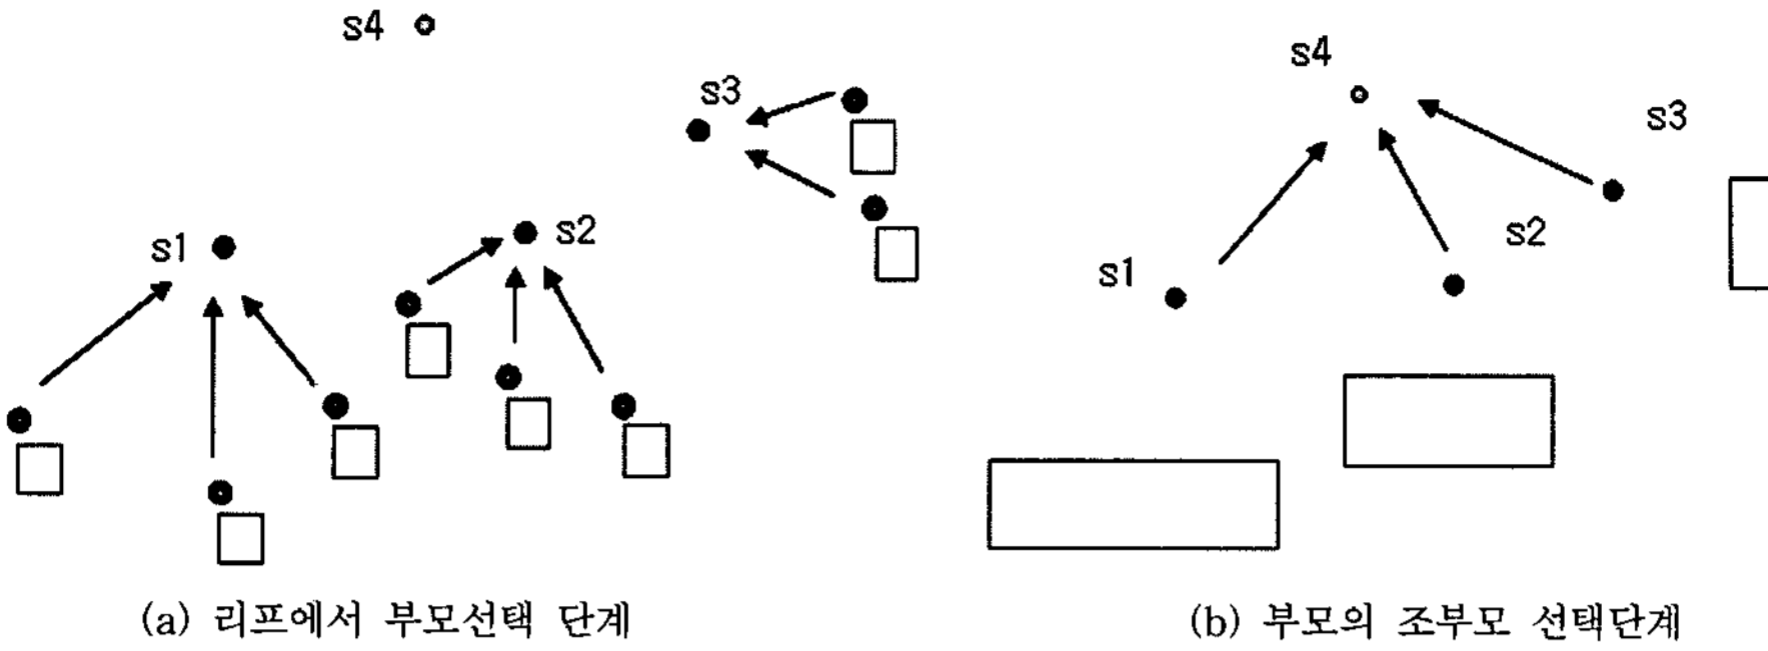 s4
s3
s1
s2
(a) 리프에서 부모선택 단계
s4
s3
s2
s1
(b) 부모의 조부모 선택단계